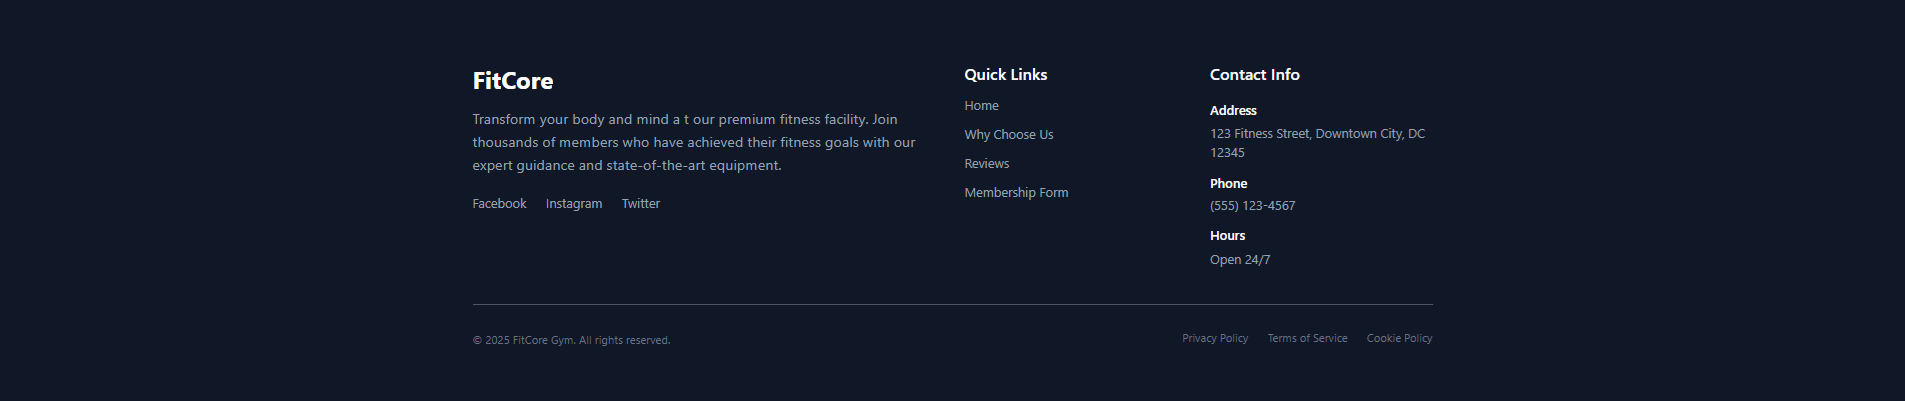 FitCore
Transform your body and mind a t our premium fitness facility. Join
thousands of members who have achieved their fitness goals with our
expert guidance and state-of-the-art equipment.
Facebook Instagram Twitter
Quick Links
Home
Why Choose Us
Reviews
Membership Form
Contact Info
Address
123 Fitness Street, Downtown City, DC
12345
Phone
(555) 123-4567
Hours
Open 24/7
© 2025 FitCore Gym. All rights reserved.
Privacy Policy Terms of Service Cookie Policy